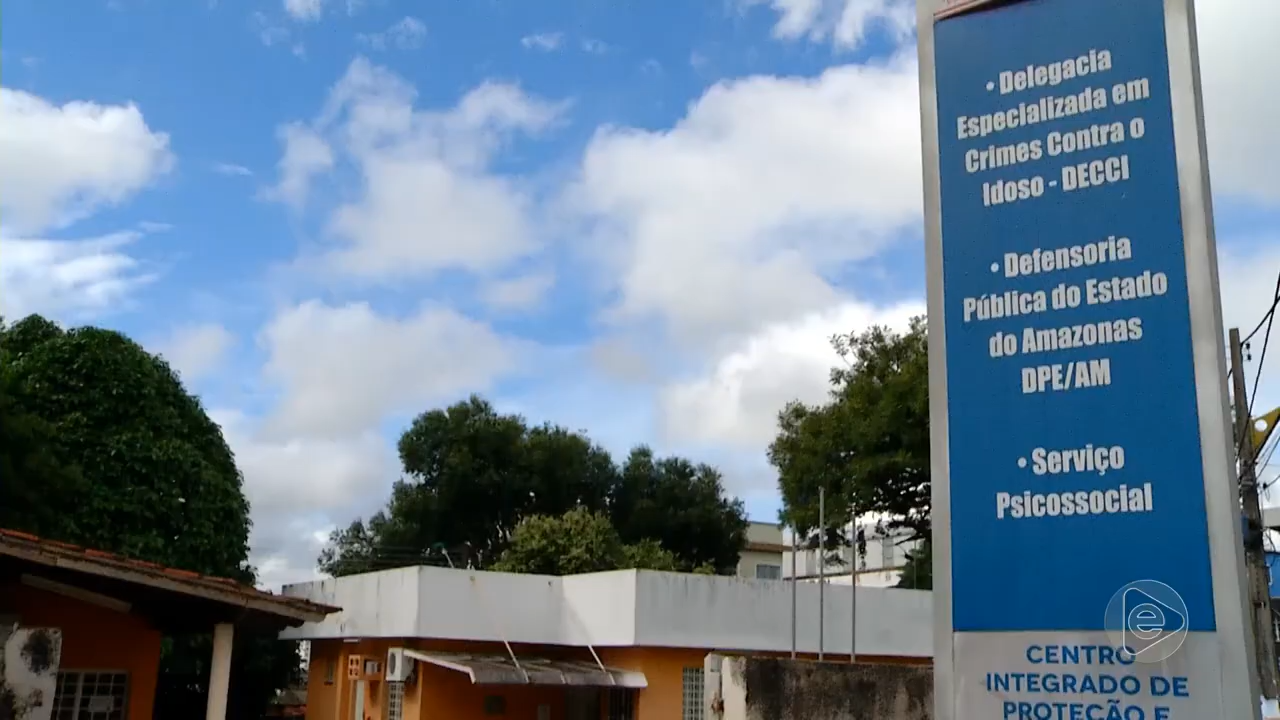 • Delegacia
Especializada em
Crimes Contra o
Idoso - DECCI
• Defensoria
Pública do Estado
do Amazonas
DPE/AM
• Serviço
Psicossocial
e
CENTRO
INTEGRADO DE
PROTEÇÃO E